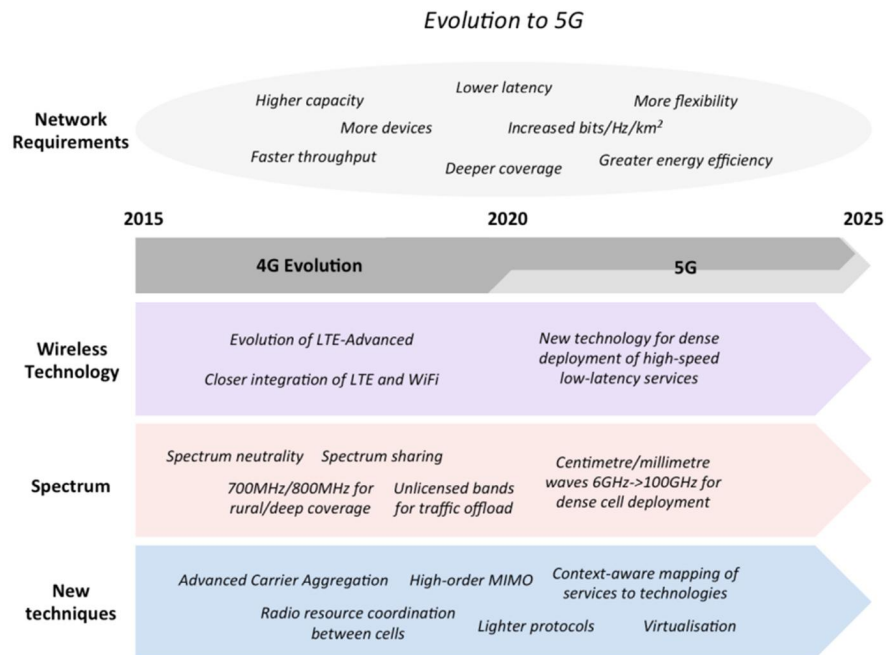 Evolution to 5G
Network
Requirements
Higher capacity
Lower latency
More flexibility
More devices
Increased bits/Hz/km²
Faster throughput
Deeper coverage
Greater energy efficiency
2015
2020
2025
4G Evolution
5G
Wireless
Technology
Evolution of LTE-Advanced
Closer integration of LTE and WiFi
New technology for dense
deployment of high-speed
low-latency services
Spectrum
Spectrum neutrality
Spectrum sharing
700MHz/800MHz for
rural/deep coverage
Unlicensed bands
for traffic offload
Centimetre/millimetre
waves 6GHz->100GHz for
dense cell deployment
New
techniques
Advanced Carrier Aggregation
High-order MIMO
Context-aware mapping of
services to technologies
Radio resource coordination
between cells
Lighter protocols
Virtualisation